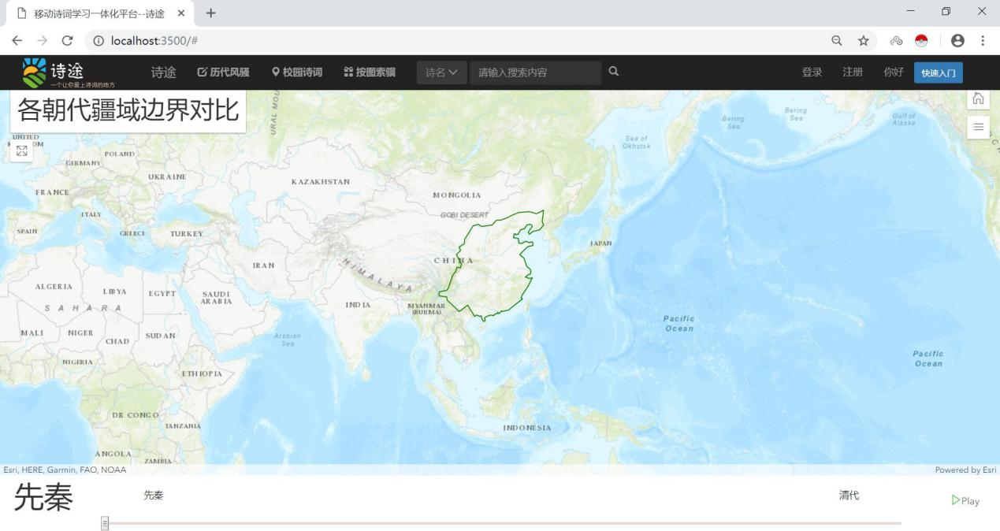 移动诗词学习一体化平台--诗途
localhost:3500/#
诗途
一个让你爱上诗词的地方
诗途 历代风骚 校园诗词 按图索骥 诗名 请输入搜索内容 登录 注册 你好 快速入门
各朝代疆域边界对比
URAL MOU
UNITED
DM
POLAND
GERMANY
UKRAINE
FRANCE
KAZAKHSTAN
MONGOLIA
GOBI DESERT
ITALY
SPAIN
GREECE
TURKEY
Sea of
Okhotsk
Bering
Sea
Bering
Sea
Gulf of
Alaska
JAPAN
CHINA
IRAN
HIMALAYA
ALGERIA
LIBYA
EGYPT
SAUDI
ARABIA
INDIA
MYANMAR
(BURMA)
SAHARA
MALI
NIGER
CHAD
SUDAN
Arabian
Sea
Pacific
Ocean
Pacific
Ocean
NIGERIA
ETHIOPIA
DR CONGO
TANZANIA
INDONESIA
ANGOLA
ZAMBIA
Esri, HERE, Garmin, FAO, NOAA
Powered by Esri
先秦
先秦
清代
Play